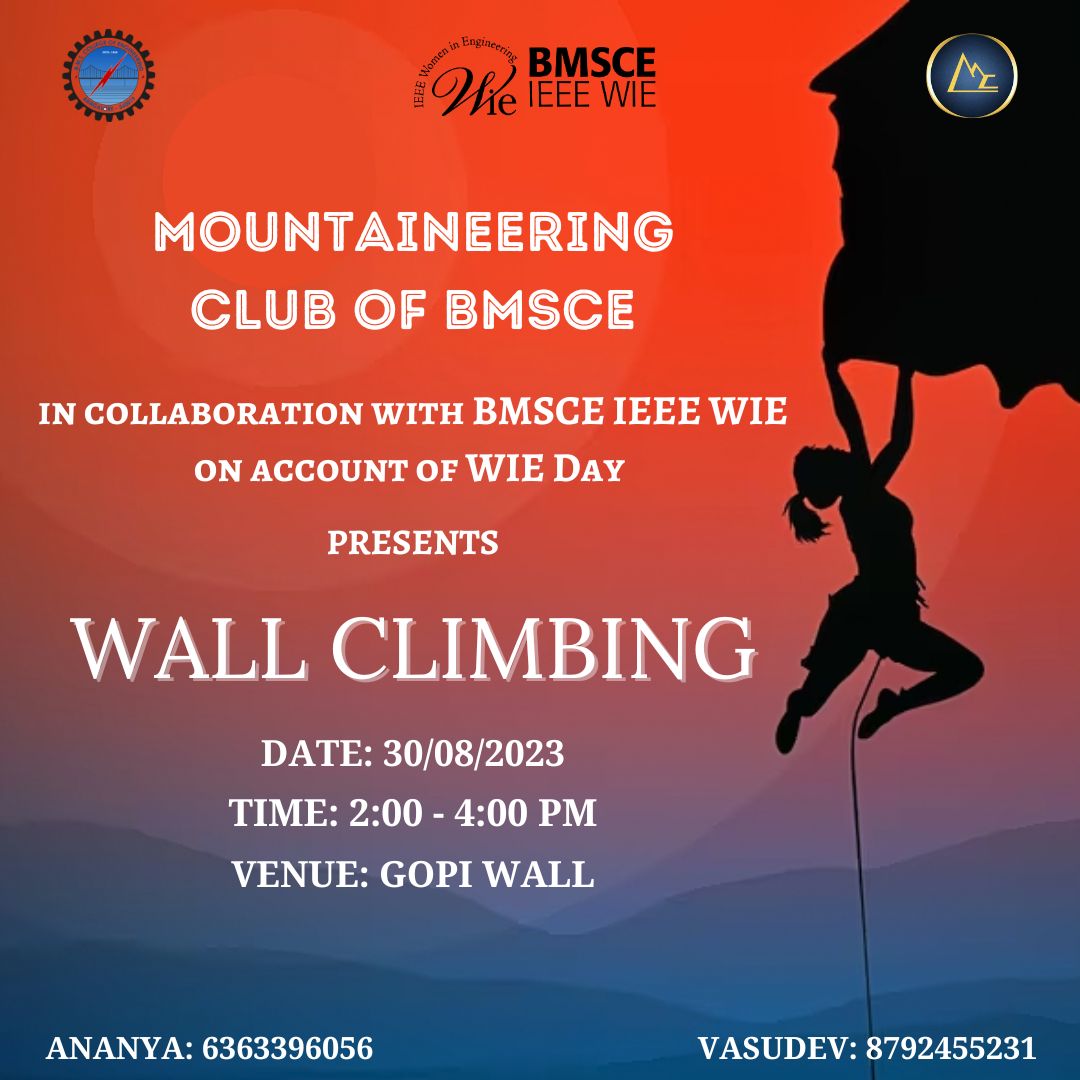 IEEE Women in Engineering
Wie
BMSCE
IEEE WIE
MOUNTAINEERING
CLUB OF BMSCE
IN COLLABORATION WITH BMSCE IEEE WIE
ON ACCOUNT OF WIE DAY
PRESENTS
WALL CLIMBING
DATE: 30/08/2023
TIME: 2:00 - 4:00 PM
VENUE: GOPI WALL
ANANYA: 6363396056
VASUDEV: 8792455231